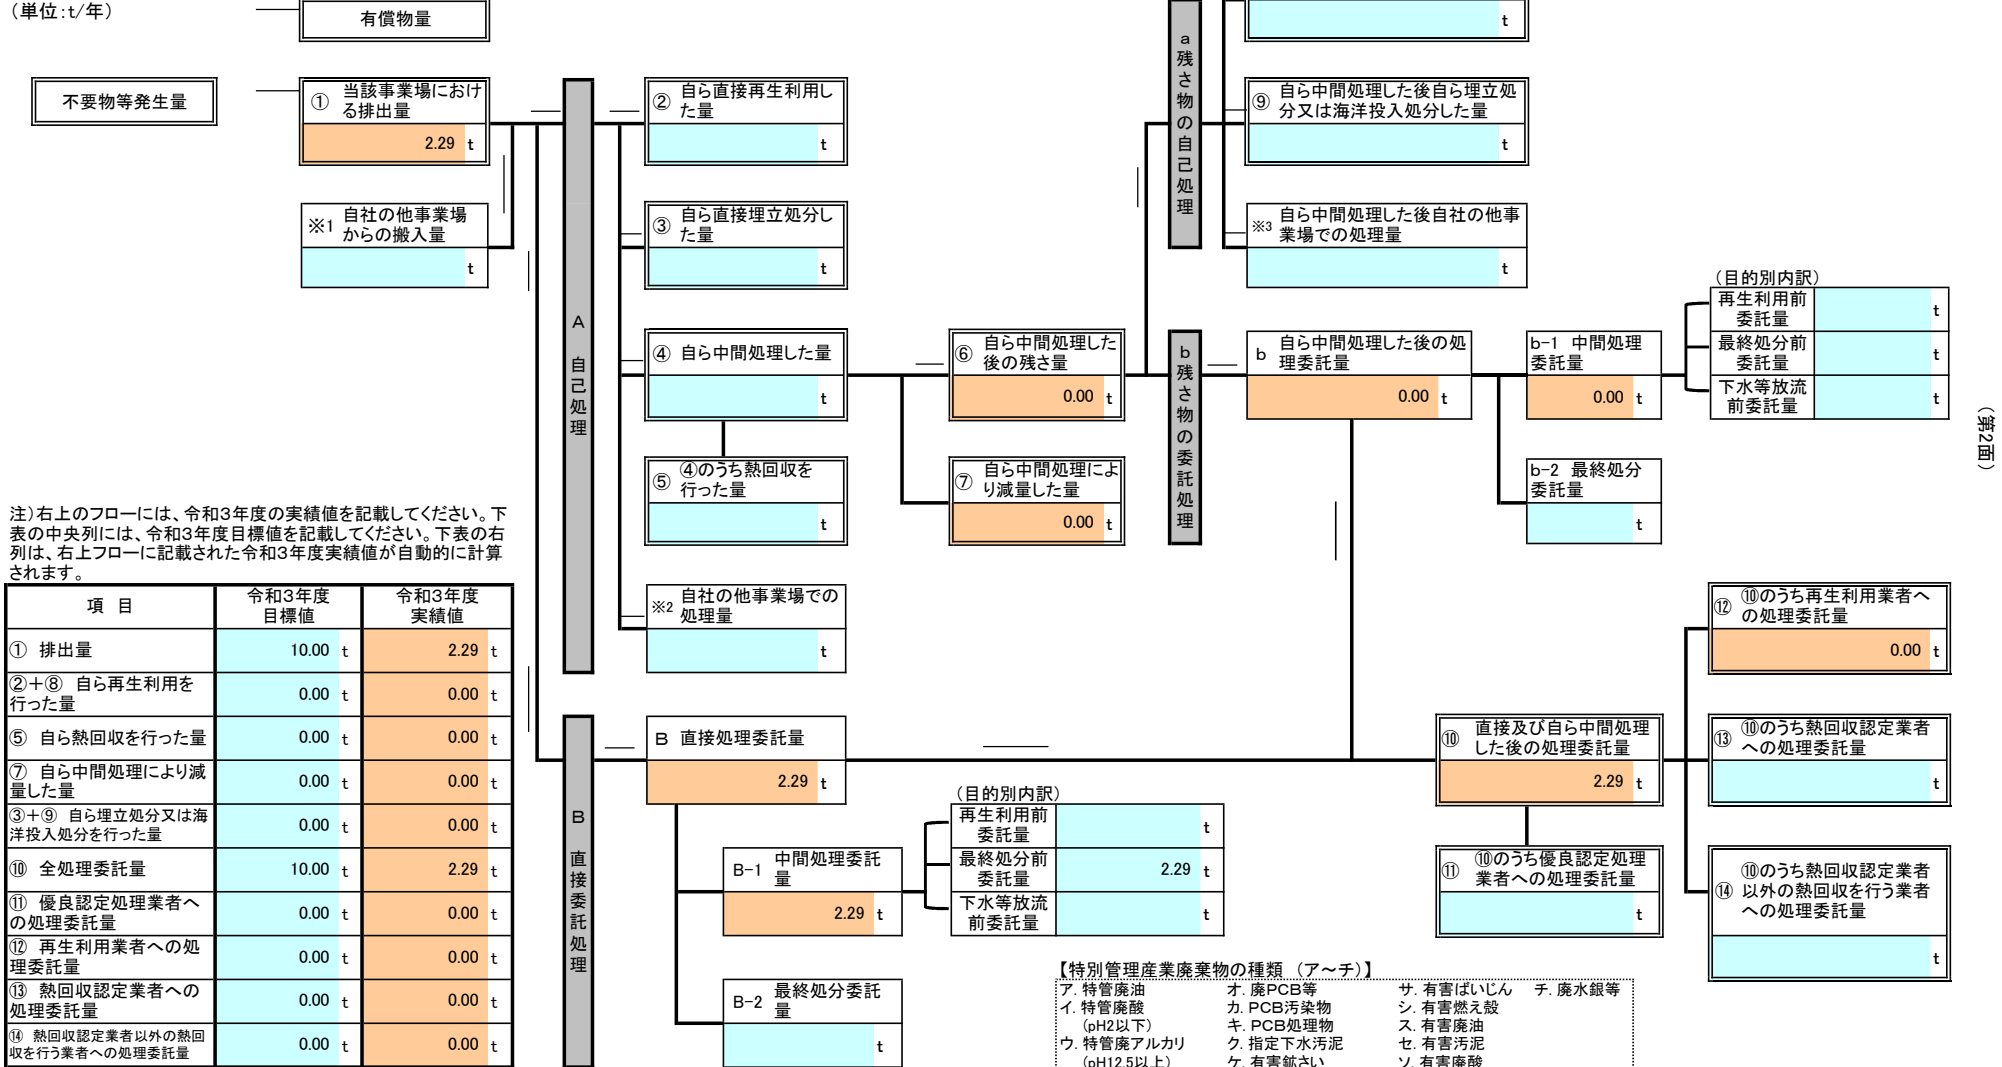 （単位：t/年）
有償物量
不要物等発生量
① 当該事業場におけ
る排出量
2.29 t
※1 自社の他事業場
からの搬入量
t
A 自己処理
② 自ら直接再生利用し
た量
t
③ 自ら直接埋立処分し
た量
t
④ 自ら中間処理した量
t
⑤ ④のうち熱回収を
行った量
t
※2 自社の他事業場での
処理量
t
⑥ 自ら中間処理した
後の残さ量
0.00 t
⑦ 自ら中間処理によ
り減量した量
0.00 t
a 残さ物の自己処理
t
⑨ 自ら中間処理した後自ら埋立処
分又は海洋投入処分した量
t
※3 自ら中間処理した後自社の他事
業場での処理量
t
b 残さ物の委託処理
b 自ら中間処理した後の処
理委託量
0.00 t
b-1 中間処理
委託量
0.00 t
b-2 最終処分
委託量
t
（目的別内訳）
再生利用前
委託量
t
最終処分前
委託量
t
下水等放流
前委託量
t
（第2面）
注）右上のフローには、令和3年度の実績値を記載してください。下
表の中央列には、令和3年度目標値を記載してください。下表の右
列は、右上フローに記載された令和3年度実績値が自動的に計算
されます。
項 目 令和3年度
目標値 令和3年度
実績値
① 排出量 10.00 t 2.29 t
②＋⑧ 自ら再生利用を
行った量 0.00 t 0.00 t
⑤ 自ら熱回収を行った量 0.00 t 0.00 t
⑦ 自ら中間処理により減
量した量 0.00 t 0.00 t
③＋⑨ 自ら埋立処分又は海
洋投入処分を行った量 0.00 t 0.00 t
⑩ 全処理委託量 10.00 t 2.29 t
⑪ 優良認定処理業者へ
の処理委託量 0.00 t 0.00 t
⑫ 再生利用業者への処
理委託量 0.00 t 0.00 t
⑬ 熱回収認定業者への
処理委託量 0.00 t 0.00 t
⑭ 熱回収認定業者以外の熱回
収を行う業者への処理委託量 0.00 t 0.00 t
B 直接委託処理
B 直接処理委託量
2.29 t
B-1 中間処理委託
量
2.29 t
B-2 最終処分委託
量
t
（目的別内訳）
再生利用前
委託量
t
最終処分前
委託量
2.29 t
下水等放流
前委託量
t
⑩ 直接及び自ら中間処理
した後の処理委託量
2.29 t
⑪ ⑩のうち優良認定処理
業者への処理委託量
t
⑫ ⑩のうち再生利用業者へ
の処理委託量
0.00 t
⑬ ⑩のうち熱回収認定業者
への処理委託量
t
⑭ ⑩のうち熱回収認定業者
以外の熱回収を行う業者
への処理委託量
t
【特別管理産業廃棄物の種類 （ア～チ）】
ア. 特管廃油 オ. 廃PCB等 サ. 有害ばいじん チ. 廃水銀等
イ. 特管廃酸 カ. PCB汚染物 シ. 有害燃え殻
（pH2以下） キ. PCB処理物 ス. 有害廃油
ウ. 特管廃アルカリ ク. 指定下水汚泥 セ. 有害汚泥
（pH12.5以上） ケ. 有害鉱さい ソ. 有害廃酸